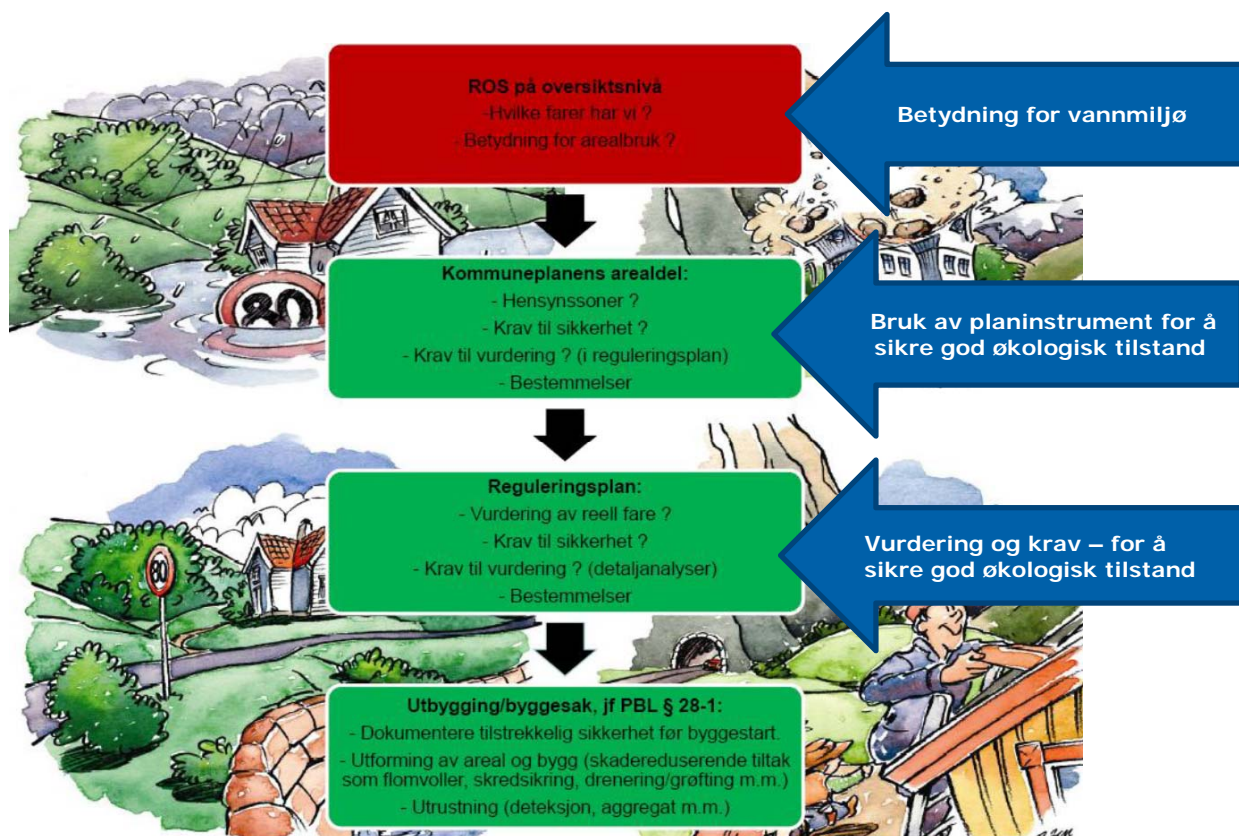 ROS på oversiktsnivå
-Hvilke farer har vi ?
- Betydning for arealbruk ?
Betydning for vannmiljø
Kommuneplanens arealdel:
- Hensynssoner ?
- Krav til sikkerhet ?
- Krav til vurdering ? (i reguleringsplan)
- Bestemmelser
Bruk av planinstrument for å
sikre god økologisk tilstand
80
Reguleringsplan:
- Vurdering av reell fare ?
- Krav til sikkerhet ?
- Krav til vurdering ? (detaljanalyser)
- Bestemmelser
Vurdering og krav – for å
sikre god økologisk tilstand
80
Utbygging/byggesak, jf PBL § 28-1:
- Dokumentere tilstrekkelig sikkerhet før byggestart.
- Utforming av areal og bygg (skadereduserende tiltak
som flomvoller, skredsikring, drenering/grøfting m.m.)
- Utrustning (deteksjon, aggregat m.m.)